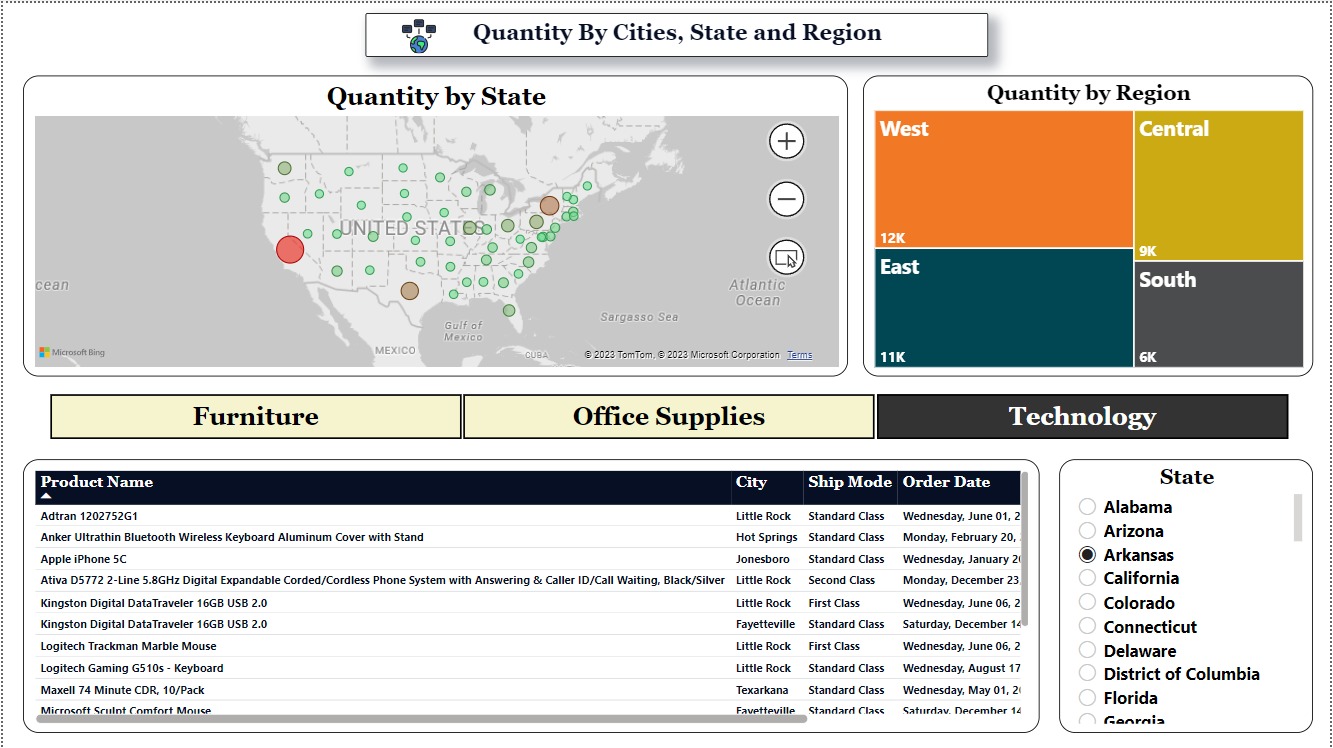 Quantity By Cities, State and Region
Quantity by State
UNITED STATES
cean
Atlantic
Ocean
Sargasso Sea
Gulf of
Mexico
MEXICO
CUBA
Microsoft Bing
© 2023 TomTom, © 2023 Microsoft Corporation Terms
Quantity by Region
West
12K
Central
9K
East
11K
South
6K
Furniture
Office Supplies
Technology
Product Name City Ship Mode Order Date
Adtran 1202752G1 Little Rock Standard Class Wednesday, June 01, 2
Anker Ultrathin Bluetooth Wireless Keyboard Aluminum Cover with Stand Hot Springs Standard Class Monday, February 20,
Apple iPhone 5C Jonesboro Standard Class Wednesday, January 2
Ativa D5772 2-Line 5.8GHz Digital Expandable Corded/Cordless Phone System with Answering & Caller ID/Call Waiting, Black/Silver Little Rock Second Class Monday, December 23,
Kingston Digital DataTraveler 16GB USB 2.0 Little Rock First Class Wednesday, June 06, 2
Kingston Digital DataTraveler 16GB USB 2.0 Fayetteville Standard Class Saturday, December 14
Logitech Trackman Marble Mouse Little Rock First Class Wednesday, June 06, 2
Logitech Gaming G510s - Keyboard Little Rock Standard Class Wednesday, August 17
Maxell 74 Minute CDR, 10/Pack Texarkana Standard Class Wednesday, May 01, 2
Microsoft Sculpt Comfort Mouse Fayetteville Standard Class Saturday, December 14
State
Alabama
Arizona
Arkansas
California
Colorado
Connecticut
Delaware
District of Columbia
Florida
Georgia